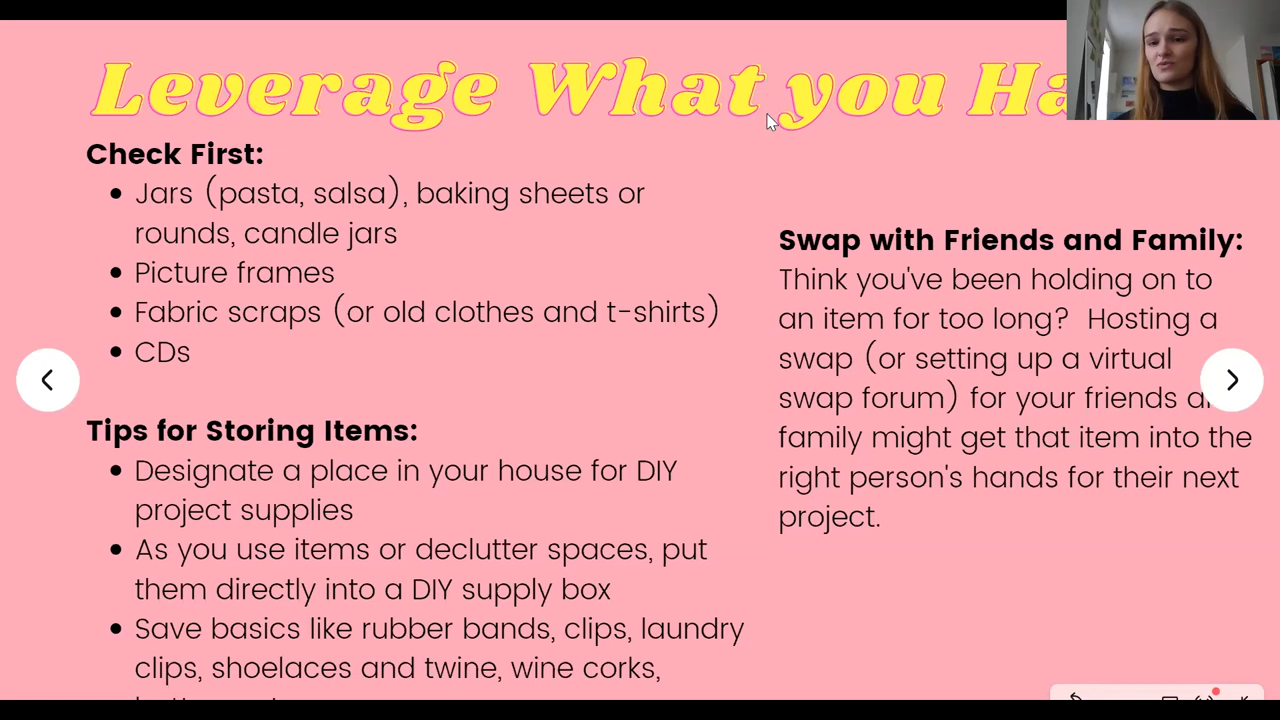 Leverage What you Ha
Check First:
• Jars (pasta, salsa), baking sheets or
rounds, candle jars
• Picture frames
• Fabric scraps (or old clothes and t-shirts)
• CDs
Tips for Storing Items:
• Designate a place in your house for DIY
project supplies
• As you use items or declutter spaces, put
them directly into a DIY supply box
• Save basics like rubber bands, clips, laundry
clips, shoelaces and twine, wine corks,
Swap with Friends and Family:
Think you've been holding on to
an item for too long? Hosting a
swap (or setting up a virtual
swap forum) for your friends a
family might get that item into the
right person's hands for their next
project.